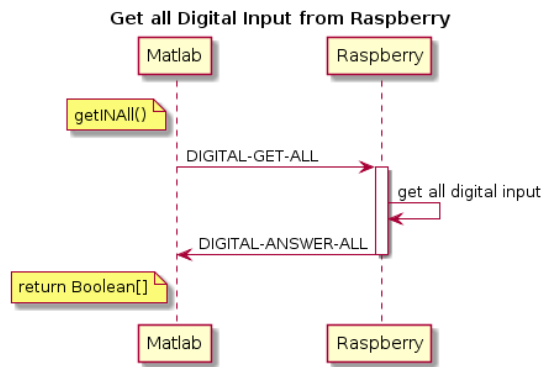 Get all Digital Input from Raspberry
Matlab
Raspberry
getINAll()
DIGITAL-GET-ALL
get all digital input
DIGITAL-ANSWER-ALL
return Boolean[]
Matlab
Raspberry